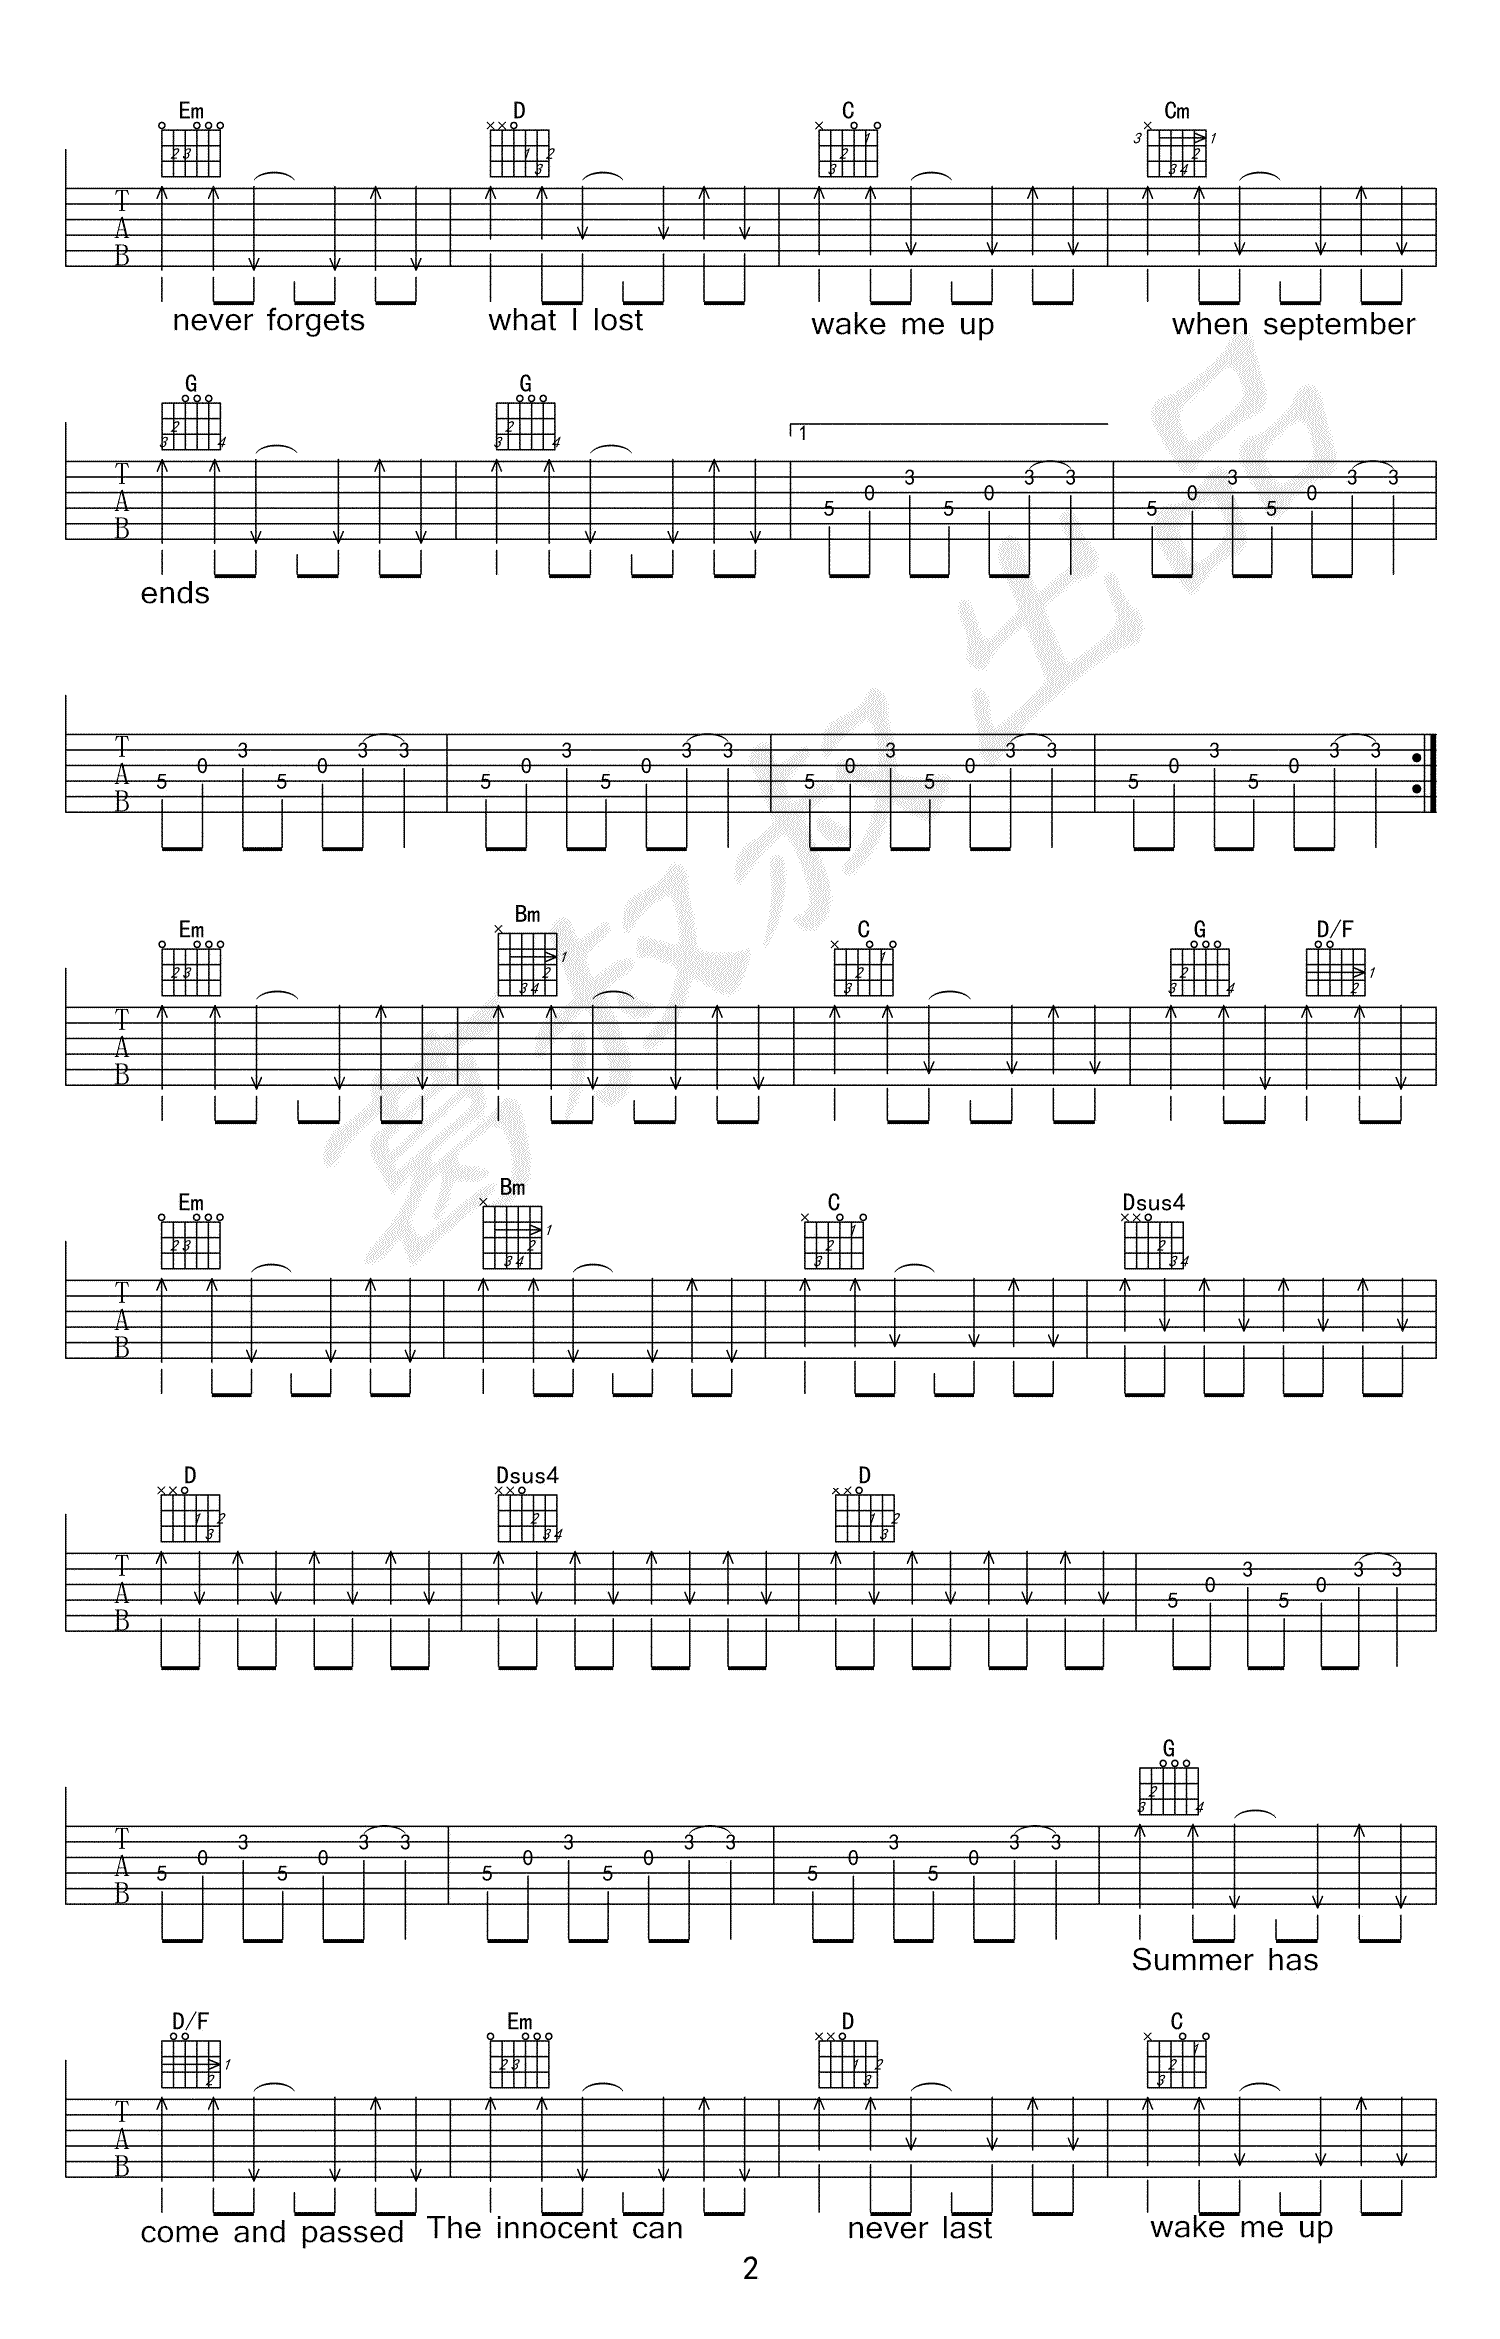 Em D C Cm
never forgets what I lost wake me up when september
G G
1
5 0 3 5 0 3 3 5 0 3 5 0 3 3
ends
5 0 3 5 0 3 3 5 0 3 5 0 3 3 5 0 3 5 0 3 3 5 0 3 5 0 3 3
Em Bm C G D/F
Em Bm C Dsus4
D Dsus4 D
5 0 3 5 0 3 3
G
5 0 3 5 0 3 3 5 0 3 5 0 3 3 5 0 3 5 0 3 3
Summer has
D/F Em D C
come and passed The innocent can never last wake me up
2
葛叔叔出品